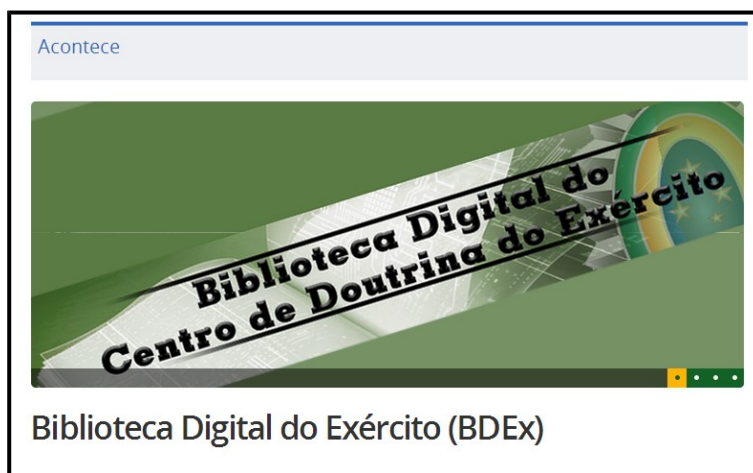 Acontece
Biblioteca Digital do
Centro de Doutrina do Exército
Biblioteca Digital do Exército (BDEx)